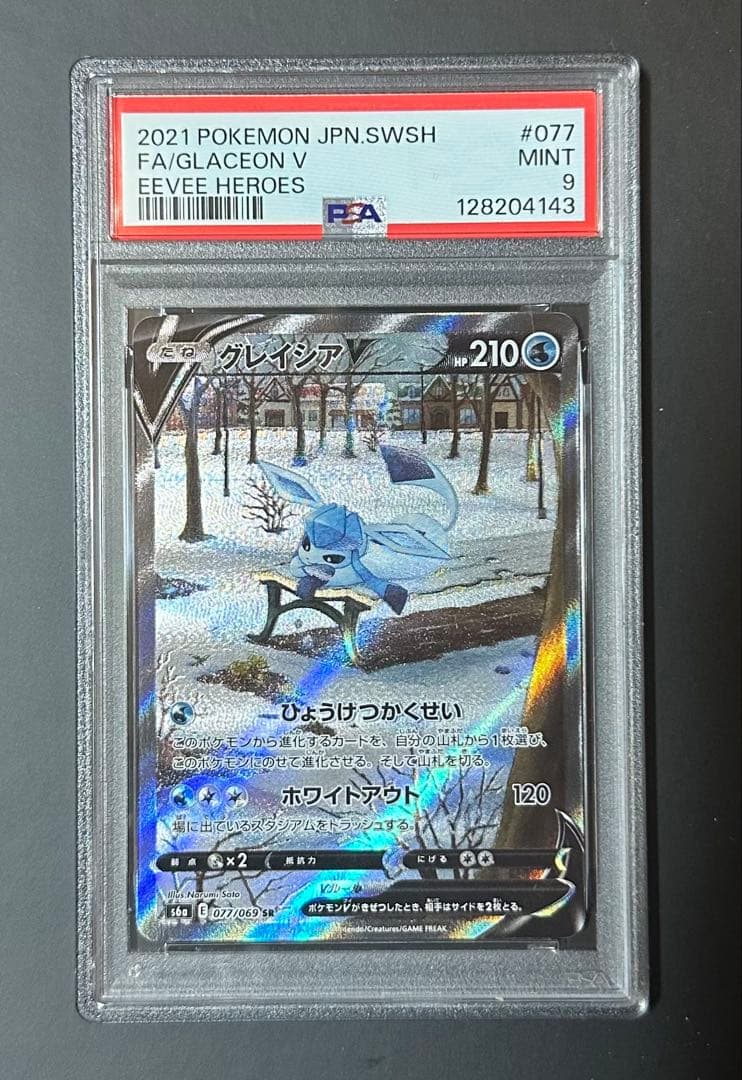 2021 POKEMON JPN.SWSH #077
FA/GLACEON V MINT
EEVEE HEROES 9
PSA 128204143
たね グレイシアV HP210
ひょうけつかくせい
このポケモンから進化するカードを、自分の山札から1枚選び、
このポケモンにのせて進化させる。そして山札を切る。
ホワイトアウト 120
場に出ているスタジアムをトラッシュする。
弱点 ×2 抵抗力 にげる
Illus.Narumi Sato
Vルール
s6a E 077/069 SR ポケモンVがきぜつしたとき、相手はサイドを2枚とる。
Nintendo/Creatures/GAME FREAK